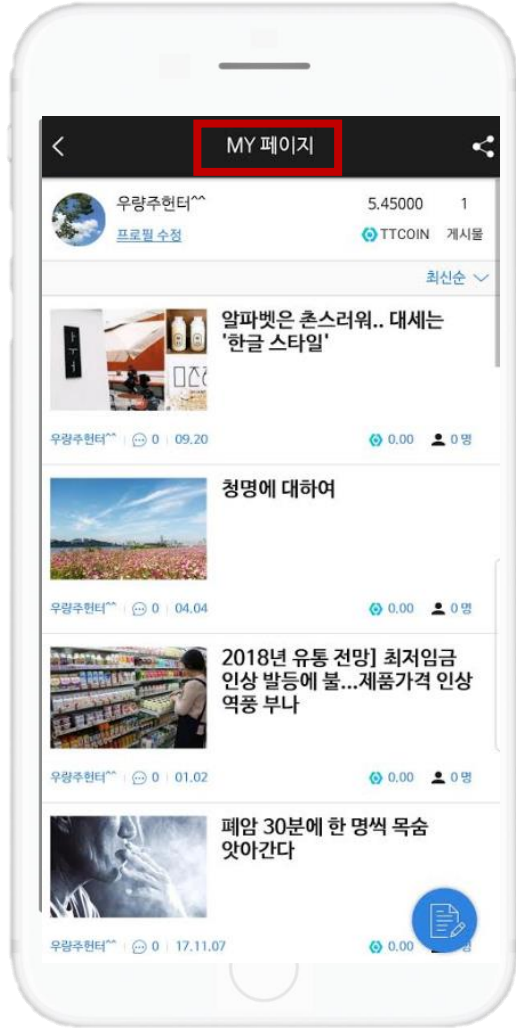 MY 페이지
우량주헌터^^
5.45000 1
프로필 수정
TTCOIN 게시물
최신순
알파벳은 촌스러워.. 대세는
'한글 스타일'
우량주헌터^^ 0 09.20 0.00 0 명
청명에 대하여
우량주헌터^^ 0 04.04 0.00 0 명
2018년 유통 전망] 최저임금
인상 발등에 불...제품가격 인상
역풍 부나
우량주헌터^^ 0 01.02 0.00 0 명
폐암 30분에 한 명씩 목숨
앗아간다
우량주헌터^^ 0 17.11.07 0.00